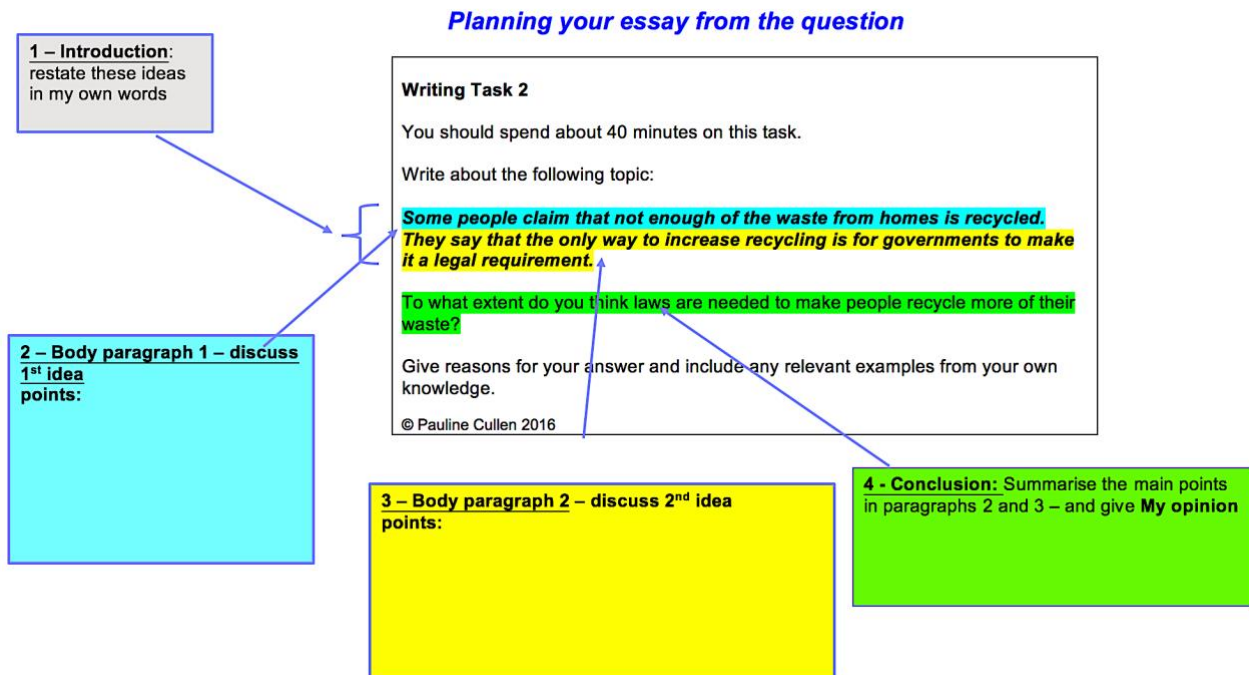 Planning your essay from the question
1 – Introduction:
restate these ideas
in my own words
Writing Task 2
You should spend about 40 minutes on this task.
Write about the following topic:
Some people claim that not enough of the waste from homes is recycled.
They say that the only way to increase recycling is for governments to make
it a legal requirement.
To what extent do you think laws are needed to make people recycle more of their
waste?
Give reasons for your answer and include any relevant examples from your own
knowledge.
© Pauline Cullen 2016
2 – Body paragraph 1 – discuss
1st idea
points:
3 – Body paragraph 2 – discuss 2nd idea
points:
4 - Conclusion: Summarise the main points
in paragraphs 2 and 3 – and give My opinion